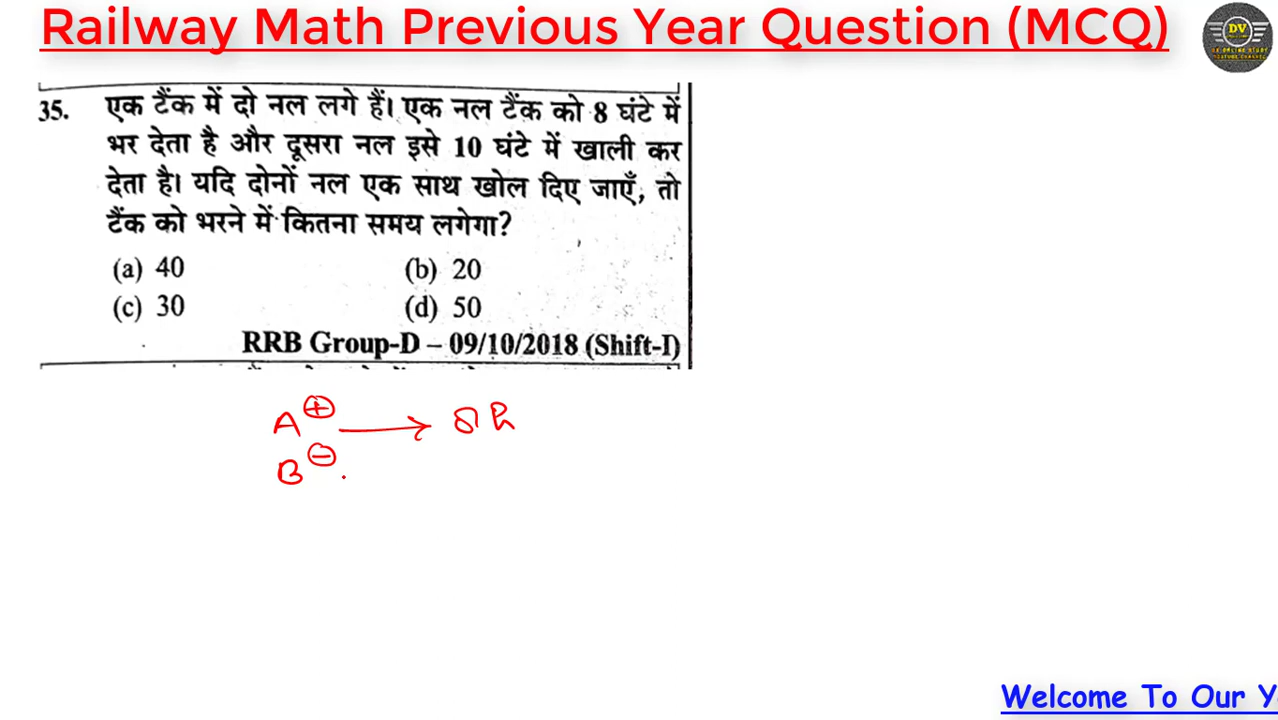 Railway Math Previous Year Question (MCQ)
DV
35. एक टैंक में दो नल लगे हैं। एक नल टैंक को 8 घंटे में
भर देता है और दूसरा नल इसे 10 घंटे में खाली कर
देता है। यदि दोनों नल एक साथ खोल दिए जाएँ, तो
टैंक को भरने में कितना समय लगेगा?
(a) 40 (b) 20
(c) 30 (d) 50
RRB Group-D – 09/10/2018 (Shift-I)
A⊕ → 8h
B⊖
Welcome To Our Y